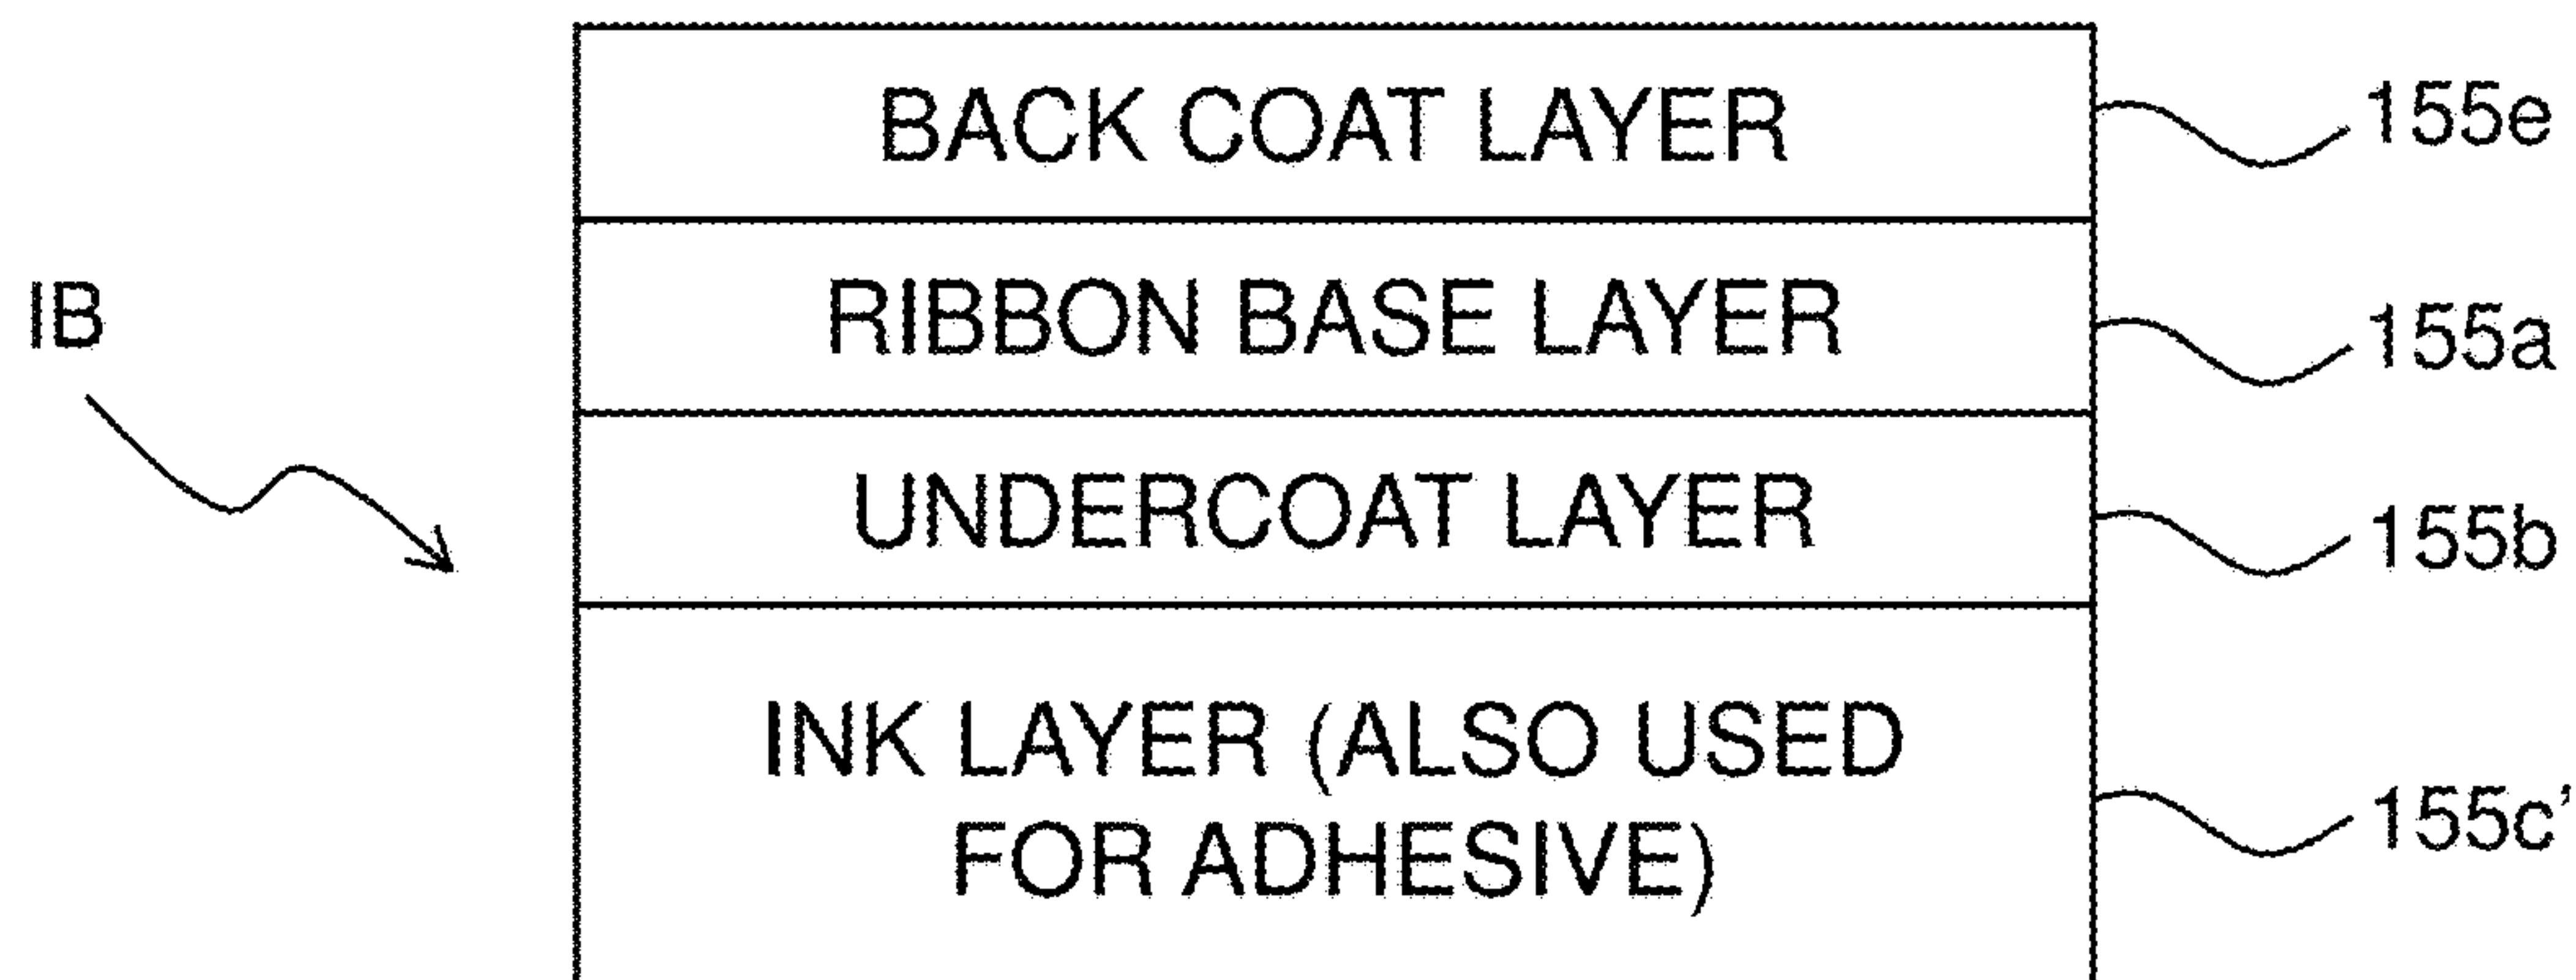 BACK COAT LAYER
155e
IB
RIBBON BASE LAYER
155a
UNDERCOAT LAYER
155b
INK LAYER (ALSO USED
FOR ADHESIVE)
155c’